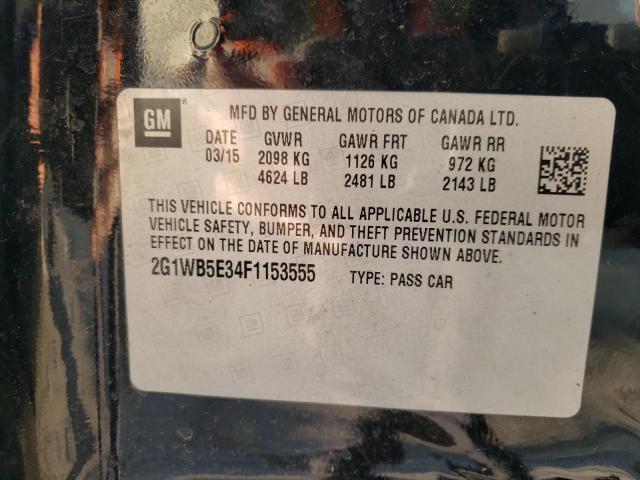 GM® MFD BY GENERAL MOTORS OF CANADA LTD.
DATE GVWR GAWR FRT GAWR RR
03/15 2098 KG 1126 KG 972 KG
4624 LB 2481 LB 2143 LB
THIS VEHICLE CONFORMS TO ALL APPLICABLE U.S. FEDERAL MOTOR
VEHICLE SAFETY, BUMPER, AND THEFT PREVENTION STANDARDS IN
EFFECT ON THE DATE OF MANUFACTURE SHOWN ABOVE.
2G1WB5E34F1153555 TYPE: PASS CAR